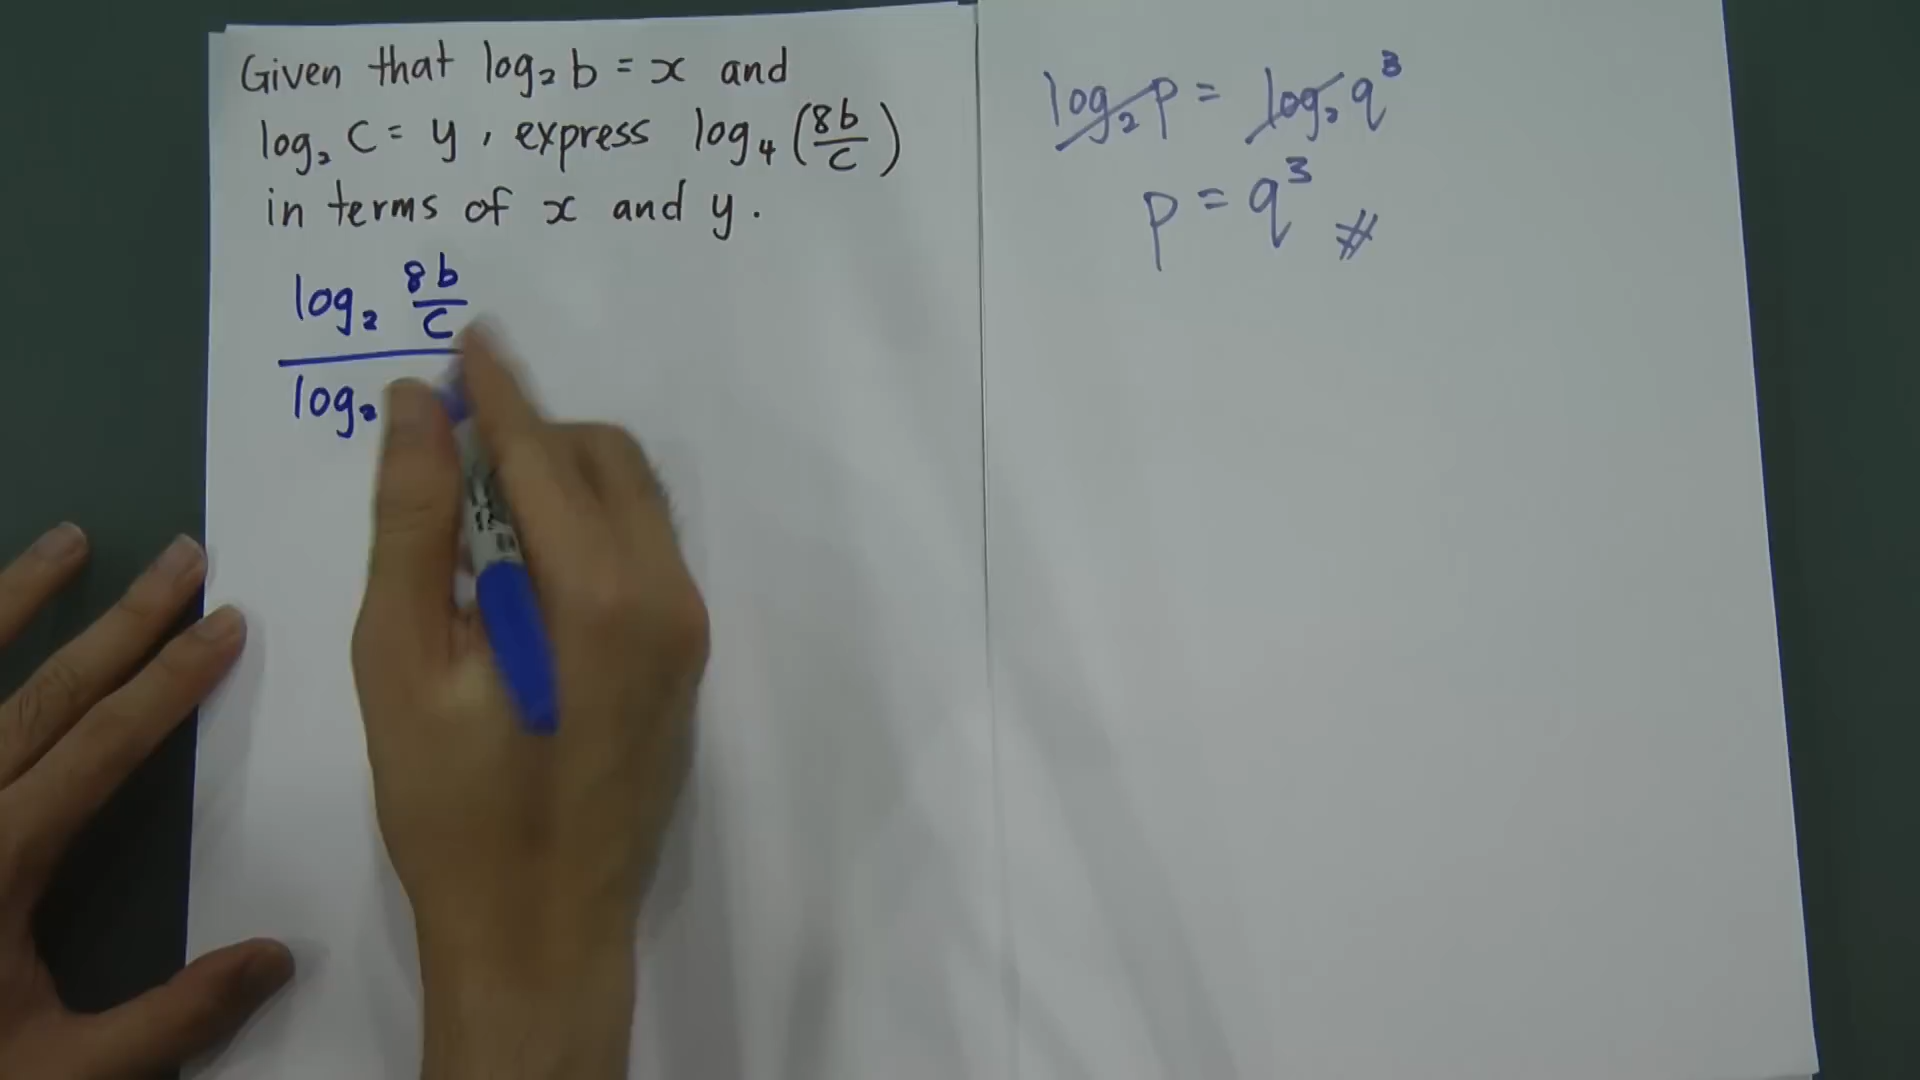 Given that log₂ b = x and
log₂ C = y, express log₄ (8b/C)
in terms of x and y.
log₂ 8b/C
log₂
log₂ p = log₂ q³
p = q³ #